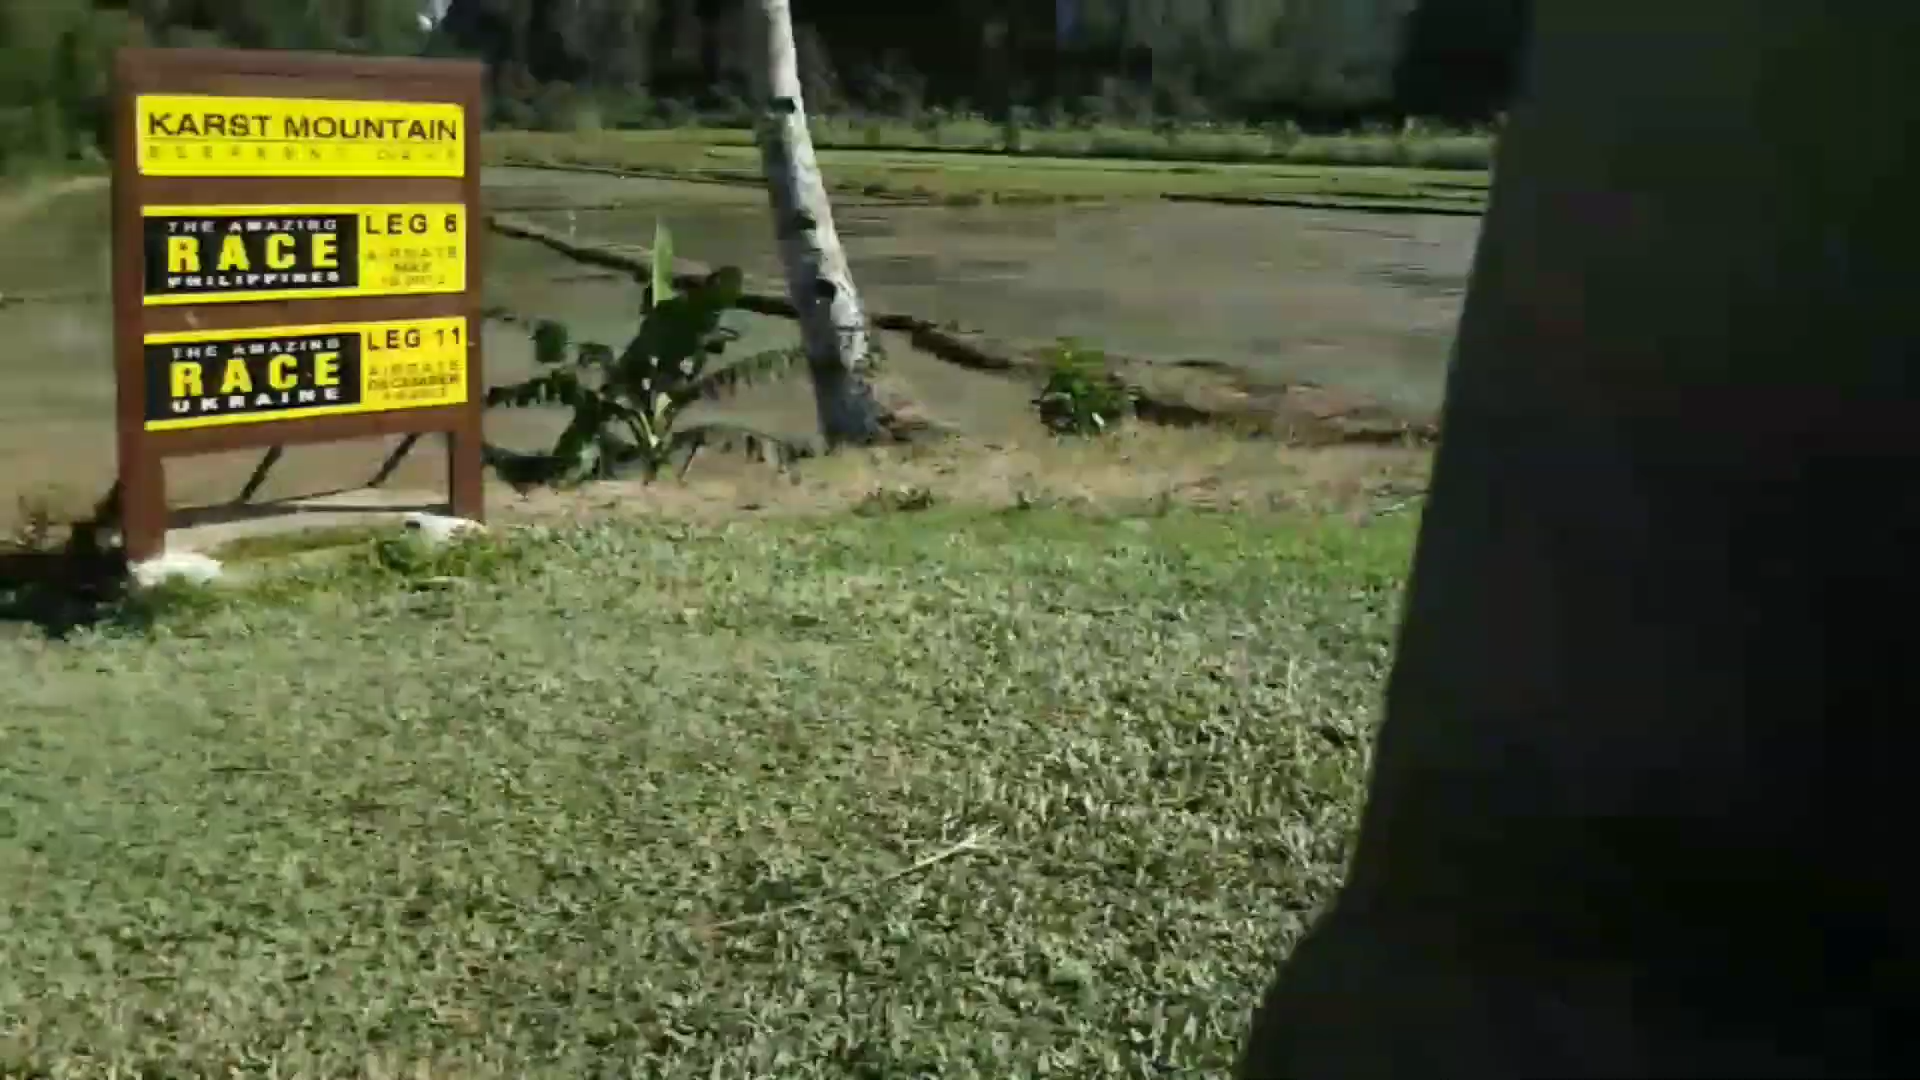 KARST MOUNTAIN
THE AMAZING
RACE
PHILIPPINES
LEG 6
AIRDATE
THE AMAZING
RACE
UKRAINE
LEG 11
AIRDATE
DECEMBER